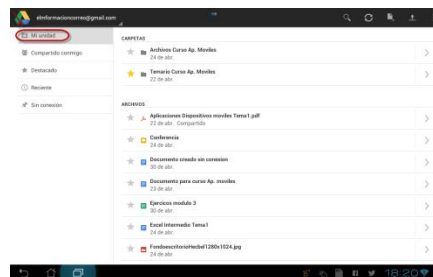 elinformacioncorreo@gmail.com
Mi unidad
Compartido conmigo
Destacado
Reciente
Sin conexión
CARPETAS
Archivos Curso Ap. Moviles
24 de abr.
Temario Curso Ap. Moviles
22 de abr.
ARCHIVOS
Aplicaciones Dispositivos moviles Tema1.pdf
22 de abr. Compartido
Conferencia
24 de abr.
Documento creado sin conexion
30 de abr.
Documento para curso Ap. moviles
23 de abr.
Ejercicos modulo 3
30 de abr.
Excel Intermedio Tema1
24 de abr.
FondoescritorioHecbel1280x1024.jpg
24 de abr.
18:20